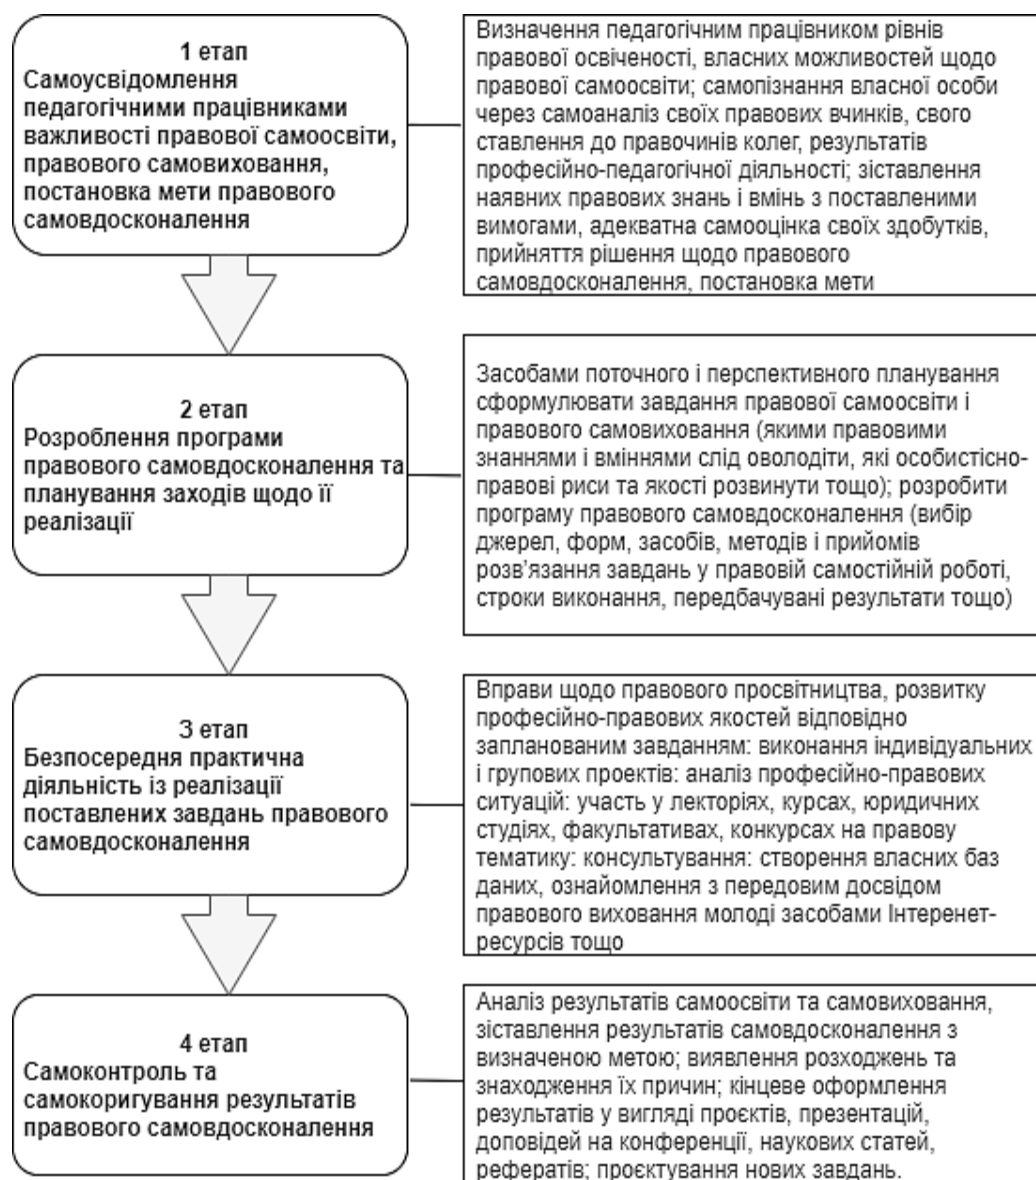 1 етап
Самоусвідомлення
педагогічними працівниками
важливості правової самоосвіти,
правового самовиховання,
постановка мети правового
самовдосконалення
Визначення педагогічним працівником рівнів
правової освіченості, власних можливостей щодо
правової самоосвіти; самопізнання власної особи
через самоаналіз своїх правових вчинків, свого
ставлення до правочинів колег, результатів
професійно-педагогічної діяльності; зіставлення
наявних правових знань і вмінь з поставленими
вимогами, адекватна самооцінка своїх здобутків,
прийняття рішення щодо правового
самовдосконалення, постановка мети
2 етап
Розроблення програми
правового самовдосконалення та
планування заходів щодо її
реалізації
Засобами поточного і перспективного планування
сформулювати завдання правової самоосвіти і
правового самовиховання (якими правовими
знаннями і вміннями слід оволодіти, які особистісно-
правові риси та якості розвинути тощо); розробити
програму правового самовдосконалення (вибір
джерел, форм, засобів, методів і прийомів
розв'язання завдань у правовій самостійній роботі,
строки виконання, передбачувані результати тощо)
3 етап
Безпосередня практична
діяльність із реалізації
поставлених завдань правового
самовдосконалення
Вправи щодо правового просвітництва, розвитку
професійно-правових якостей відповідно
запланованим завданням: виконання індивідуальних
і групових проектів: аналіз професійно-правових
ситуацій: участь у лекторіях, курсах, юридичних
студіях, факультативах, конкурсах на правову
тематику: консультування: створення власних баз
даних, ознайомлення з передовим досвідом
правового виховання молоді засобами Інтеренет-
ресурсів тощо
4 етап
Самоконтроль та
самокоригування результатів
правового самовдосконалення
Аналіз результатів самоосвіти та самовиховання,
зіставлення результатів самовдосконалення з
визначеною метою; виявлення розходжень та
знаходження їх причин; кінцеве оформлення
результатів у вигляді проєктів, презентацій,
доповідей на конференції, наукових статей,
рефератів; проєктування нових завдань.